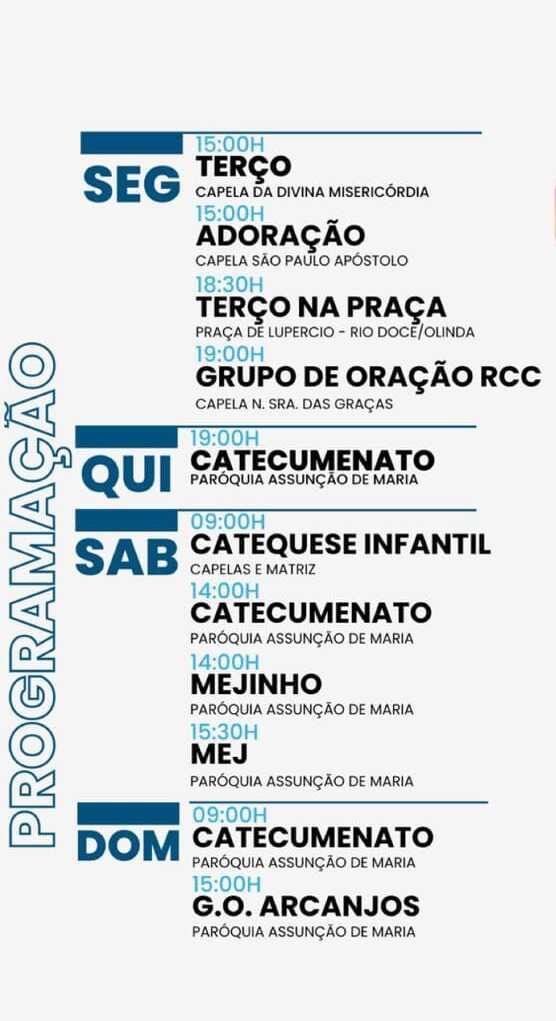 PROGRAMAÇÃO
SEG
15:00H
TERÇO
CAPELA DA DIVINA MISERICÓRDIA
15:00H
ADORAÇÃO
CAPELA SÃO PAULO APÓSTOLO
18:30H
TERÇO NA PRAÇA
PRAÇA DE LUPERCIO - RIO DOCE/OLINDA
19:00H
GRUPO DE ORAÇÃO RCC
CAPELA N. SRA. DAS GRAÇAS
QUI
19:00H
CATECUMENATO
PARÓQUIA ASSUNÇÃO DE MARIA
SAB
09:00H
CATEQUESE INFANTIL
CAPELAS E MATRIZ
14:00H
CATECUMENATO
PARÓQUIA ASSUNÇÃO DE MARIA
14:00H
MEJINHO
PARÓQUIA ASSUNÇÃO DE MARIA
15:30H
MEJ
PARÓQUIA ASSUNÇÃO DE MARIA
DOM
09:00H
CATECUMENATO
PARÓQUIA ASSUNÇÃO DE MARIA
15:00H
G.O. ARCANJOS
PARÓQUIA ASSUNÇÃO DE MARIA